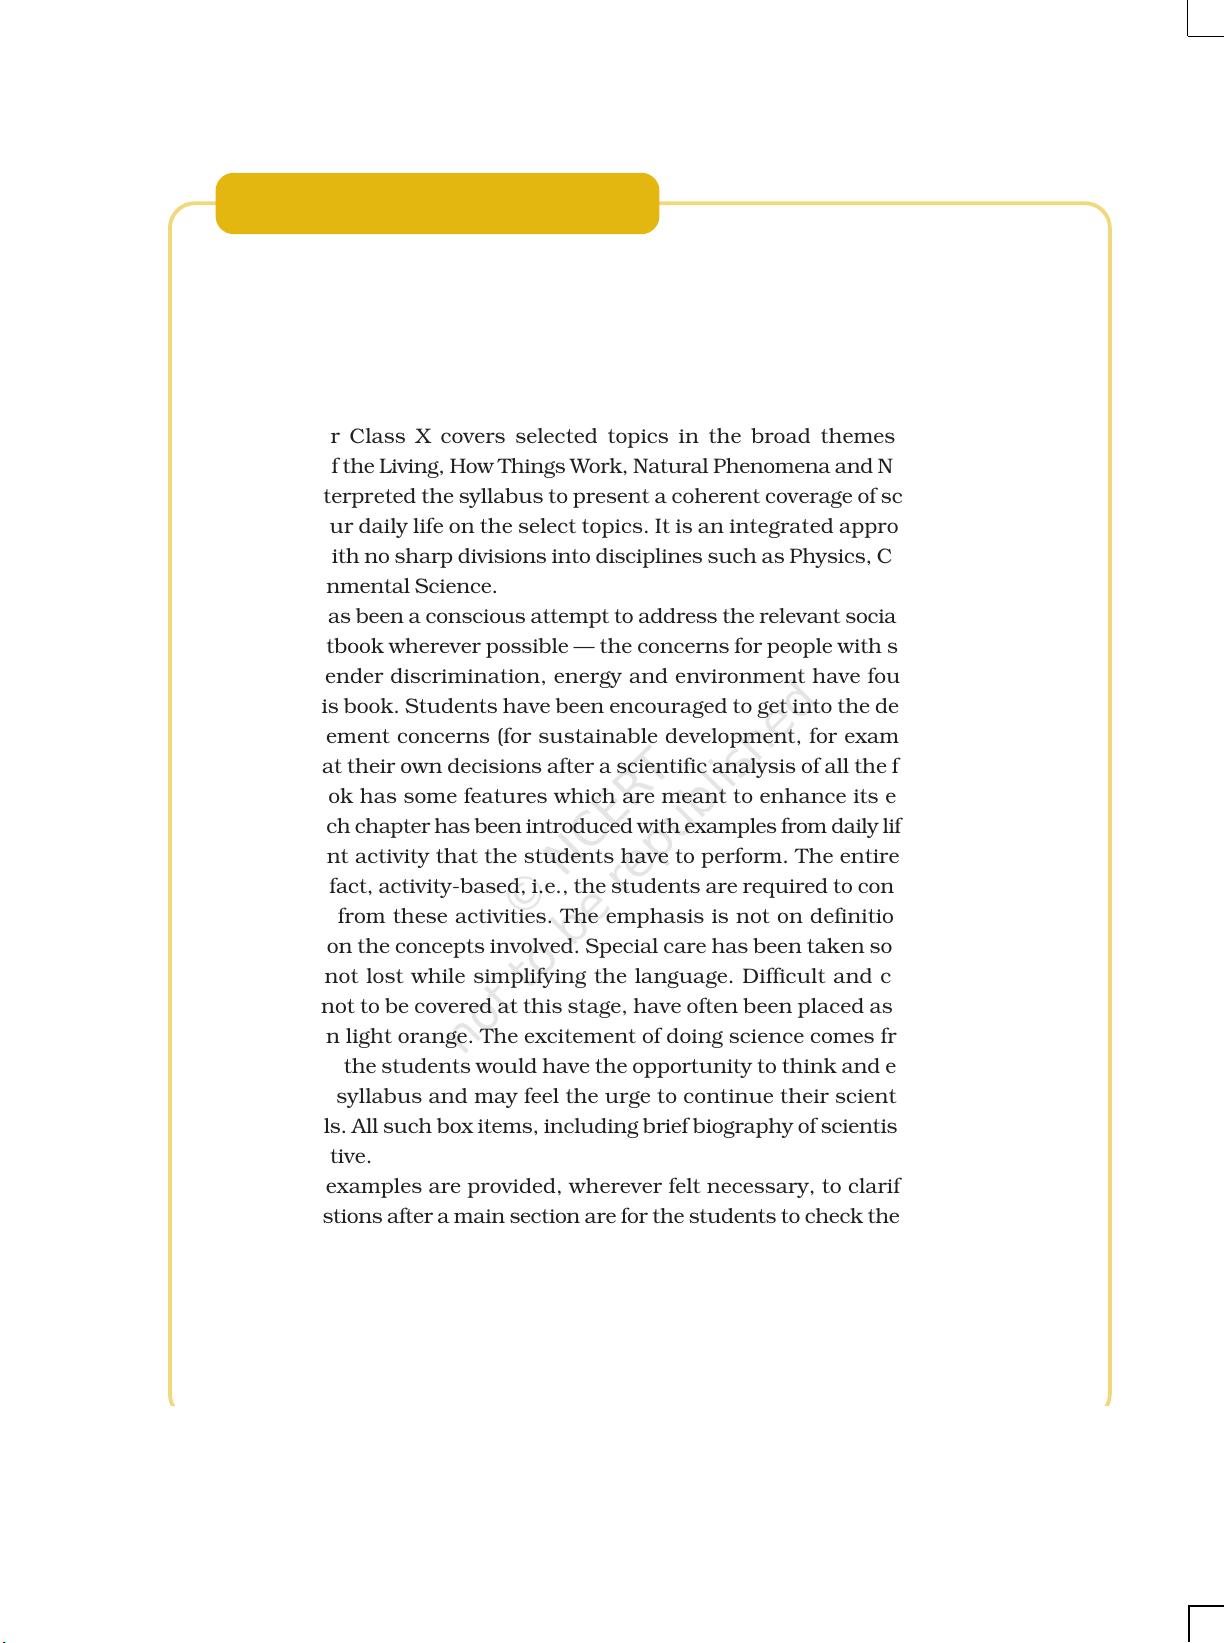 r Class X covers selected topics in the broad themes
f the Living, How Things Work, Natural Phenomena and N
terpreted the syllabus to present a coherent coverage of sc
ur daily life on the select topics. It is an integrated appro
ith no sharp divisions into disciplines such as Physics, C
nmental Science.
as been a conscious attempt to address the relevant socia
tbook wherever possible — the concerns for people with s
ender discrimination, energy and environment have fou
is book. Students have been encouraged to get into the de
ement concerns (for sustainable development, for exam
at their own decisions after a scientific analysis of all the f
ok has some features which are meant to enhance its e
ch chapter has been introduced with examples from daily lif
nt activity that the students have to perform. The entire
fact, activity-based, i.e., the students are required to con
from these activities. The emphasis is not on definitio
on the concepts involved. Special care has been taken so
not lost while simplifying the language. Difficult and c
not to be covered at this stage, have often been placed as
n light orange. The excitement of doing science comes fr
the students would have the opportunity to think and e
syllabus and may feel the urge to continue their scient
ls. All such box items, including brief biography of scientis
tive.
examples are provided, wherever felt necessary, to clarif
stions after a main section are for the students to check the
© NCERT
not to be republished